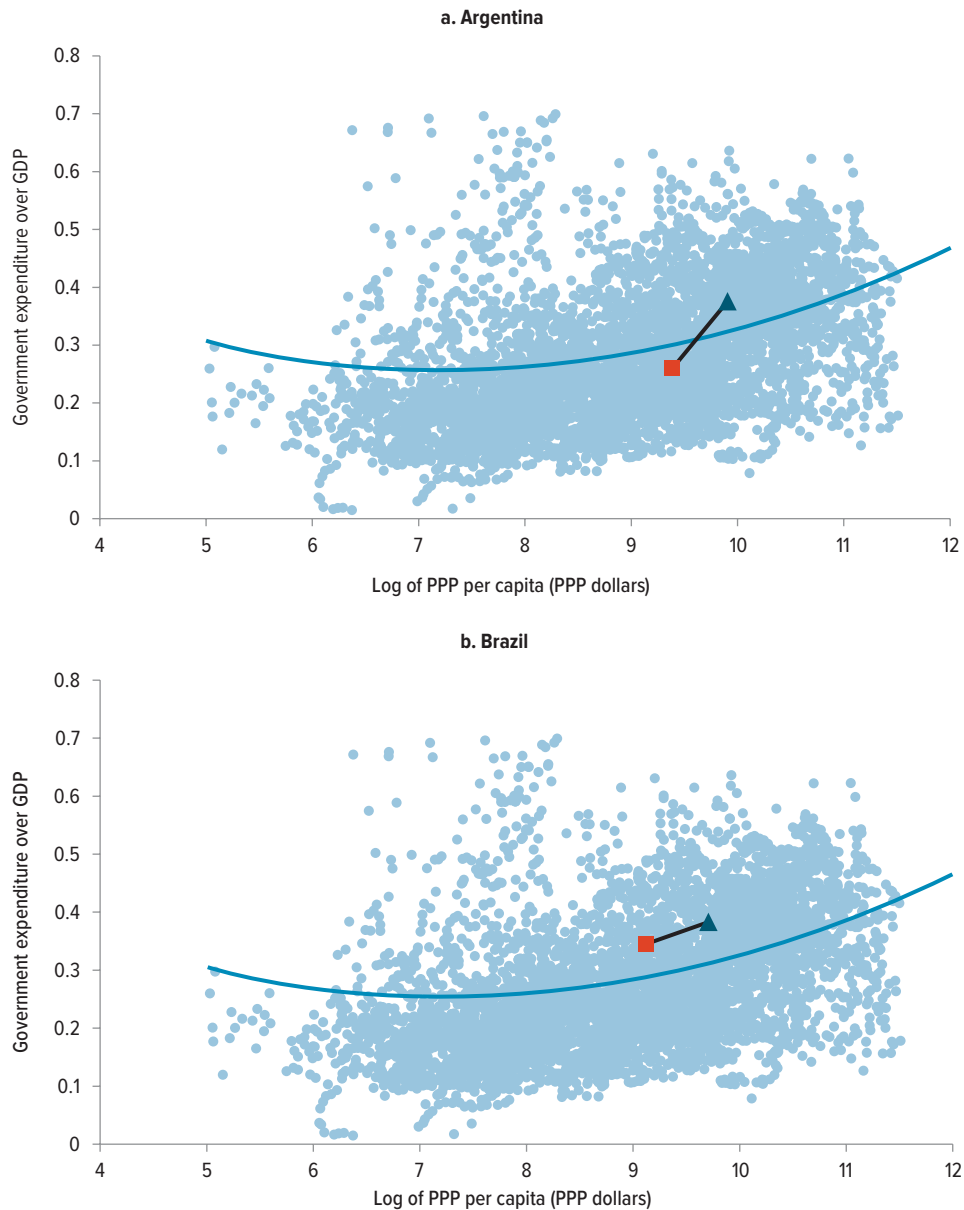 a. Argentina
Government expenditure over GDP
0.8
0.7
0.6
0.5
0.4
0.3
0.2
0.1
0
4 5 6 7 8 9 10 11 12
Log of PPP per capita (PPP dollars)
b. Brazil
Government expenditure over GDP
0.8
0.7
0.6
0.5
0.4
0.3
0.2
0.1
0
4 5 6 7 8 9 10 11 12
Log of PPP per capita (PPP dollars)